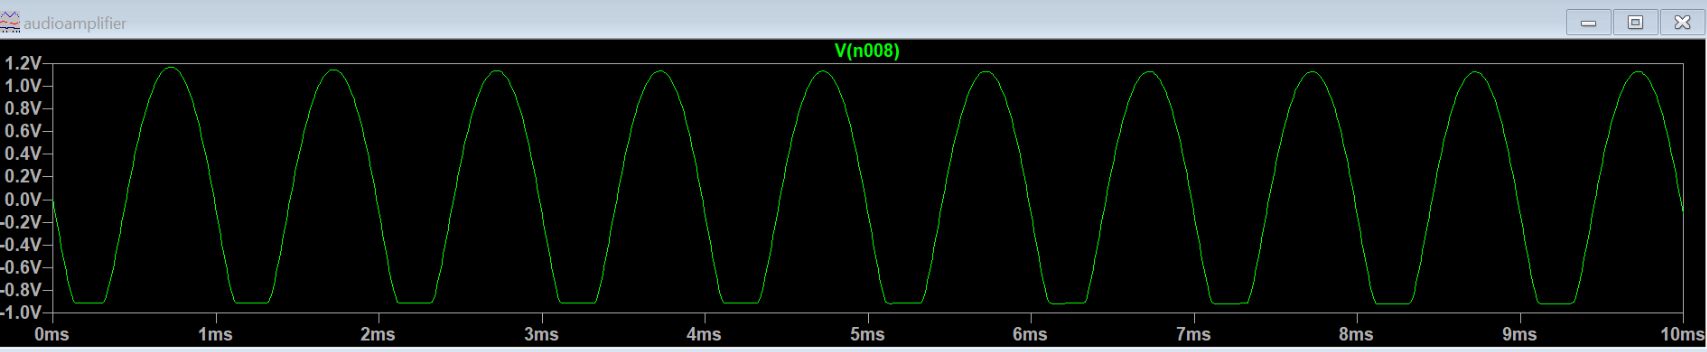 audioamplifier
V(n008)
1.2V
1.0V
0.8V
0.6V
0.4V
0.2V
0.0V
-0.2V
-0.4V
-0.6V
-0.8V
-1.0V
0ms 1ms 2ms 3ms 4ms 5ms 6ms 7ms 8ms 9ms 10ms